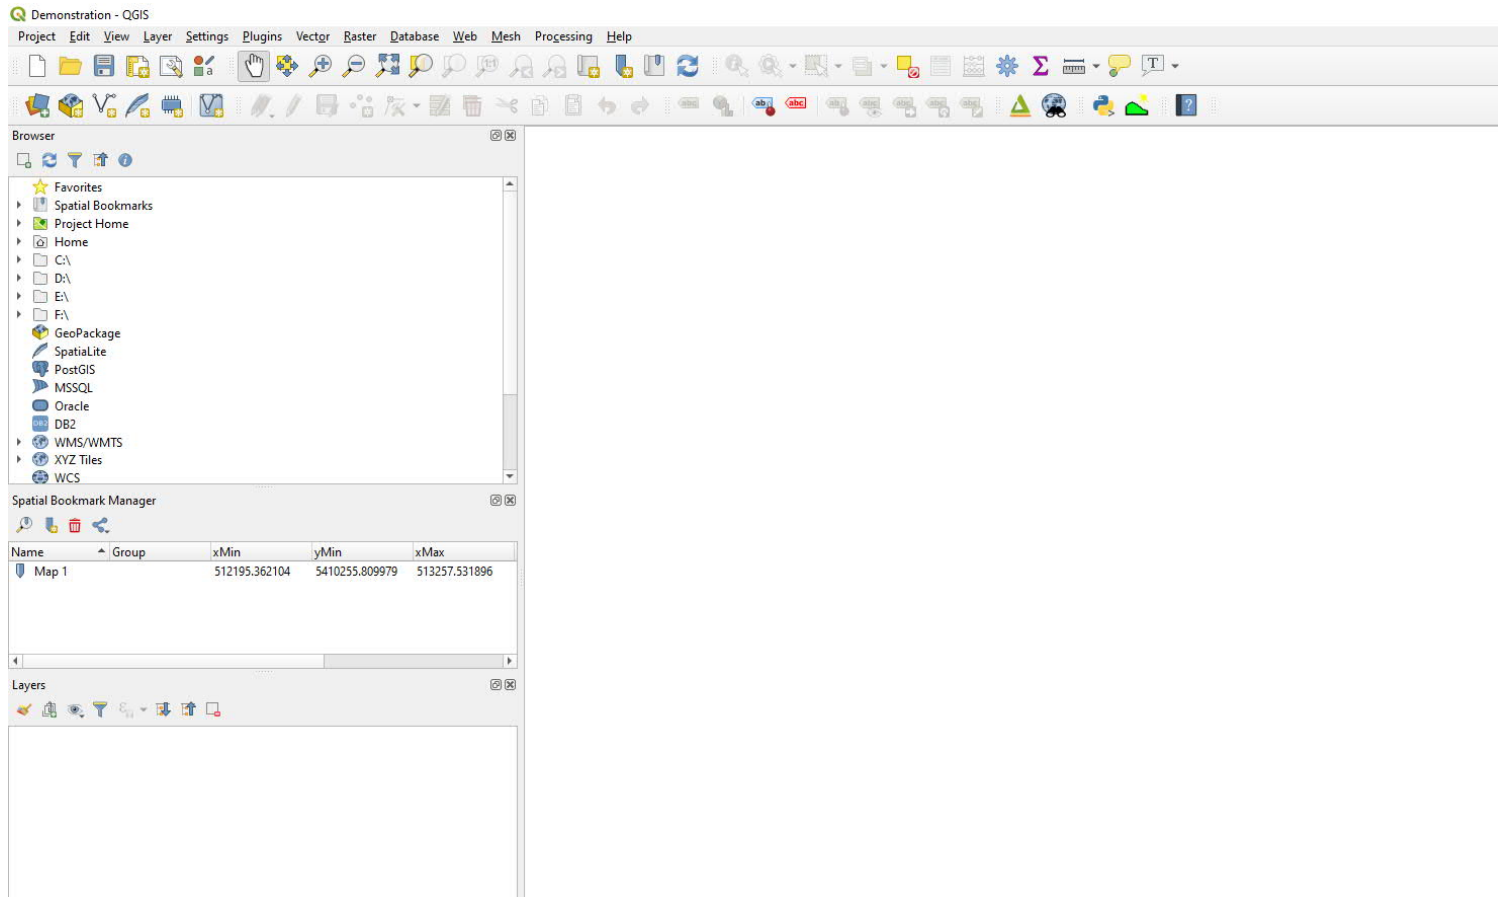 Demonstration - QGIS
Project Edit View Layer Settings Plugins Vector Raster Database Web Mesh Processing Help
Browser
Favorites
Spatial Bookmarks
Project Home
Home
C:\
D:\
E:\
F:\
GeoPackage
SpatiaLite
PostGIS
MSSQL
Oracle
DB2
WMS/WMTS
XYZ Tiles
WCS
Spatial Bookmark Manager
Name Group xMin yMin xMax
Map 1 512195.362104 5410255.809979 513257.531896
Layers